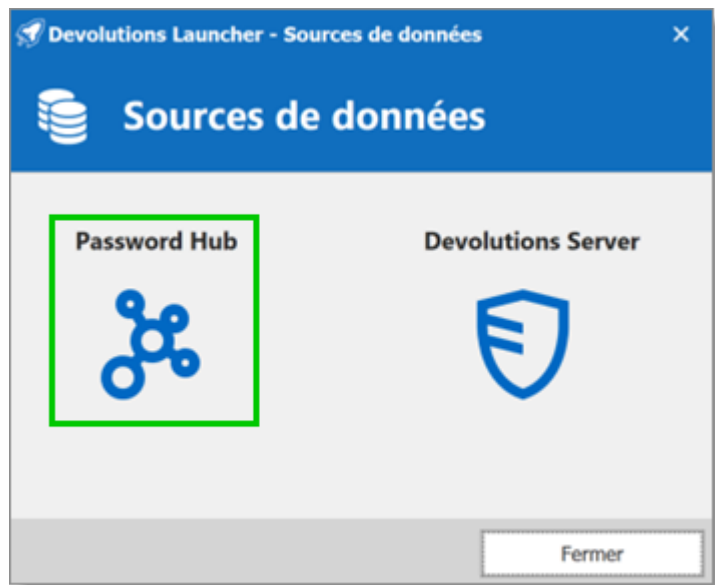 Devolutions Launcher - Sources de données
Sources de données
Password Hub
Devolutions Server
Fermer